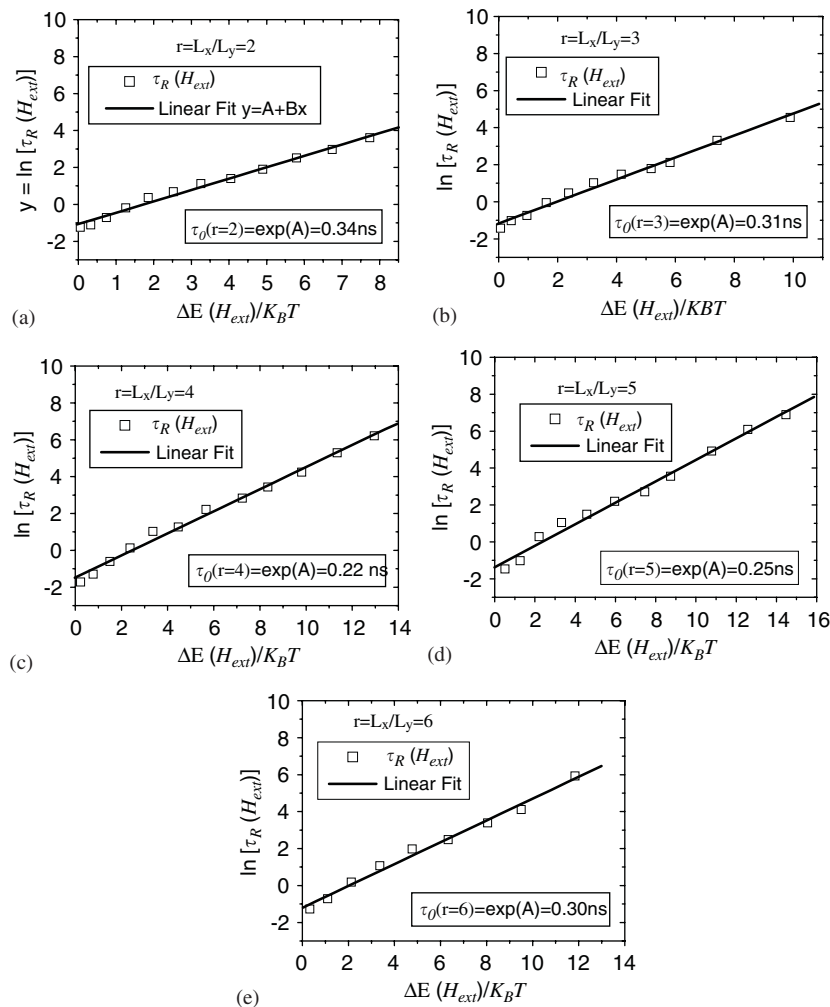 10
8
6
4
2
0
-2
y = ln [τR (Hext)]
r=Lx/Ly=2
τR (Hext)
Linear Fit y=A+Bx
τ0(r=2)=exp(A)=0.34ns
0 1 2 3 4 5 6 7 8
ΔE (Hext)/KBT
(a)
10
8
6
4
2
0
-2
ln [τR (Hext)]
r=Lx/Ly=3
τR (Hext)
Linear Fit
τ0(r=3)=exp(A)=0.31ns
0 2 4 6 8 10
ΔE (Hext)/KBT
(b)
10
8
6
4
2
0
-2
ln [τR (Hext)]
r=Lx/Ly=4
τR (Hext)
Linear Fit
τ0(r=4)=exp(A)=0.22 ns
0 2 4 6 8 10 12 14
ΔE (Hext)/KBT
(c)
10
8
6
4
2
0
-2
ln [τR (Hext)]
r=Lx/Ly=5
τR (Hext)
Linear Fit
τ0(r=5)=exp(A)=0.25ns
0 2 4 6 8 10 12 14 16
ΔE (Hext)/KBT
(d)
10
8
6
4
2
0
-2
ln [τR (Hext)]
r=Lx/Ly=6
τR (Hext)
Linear Fit
τ0(r=6)=exp(A)=0.30ns
0 2 4 6 8 10 12 14
ΔE (Hext)/KBT
(e)